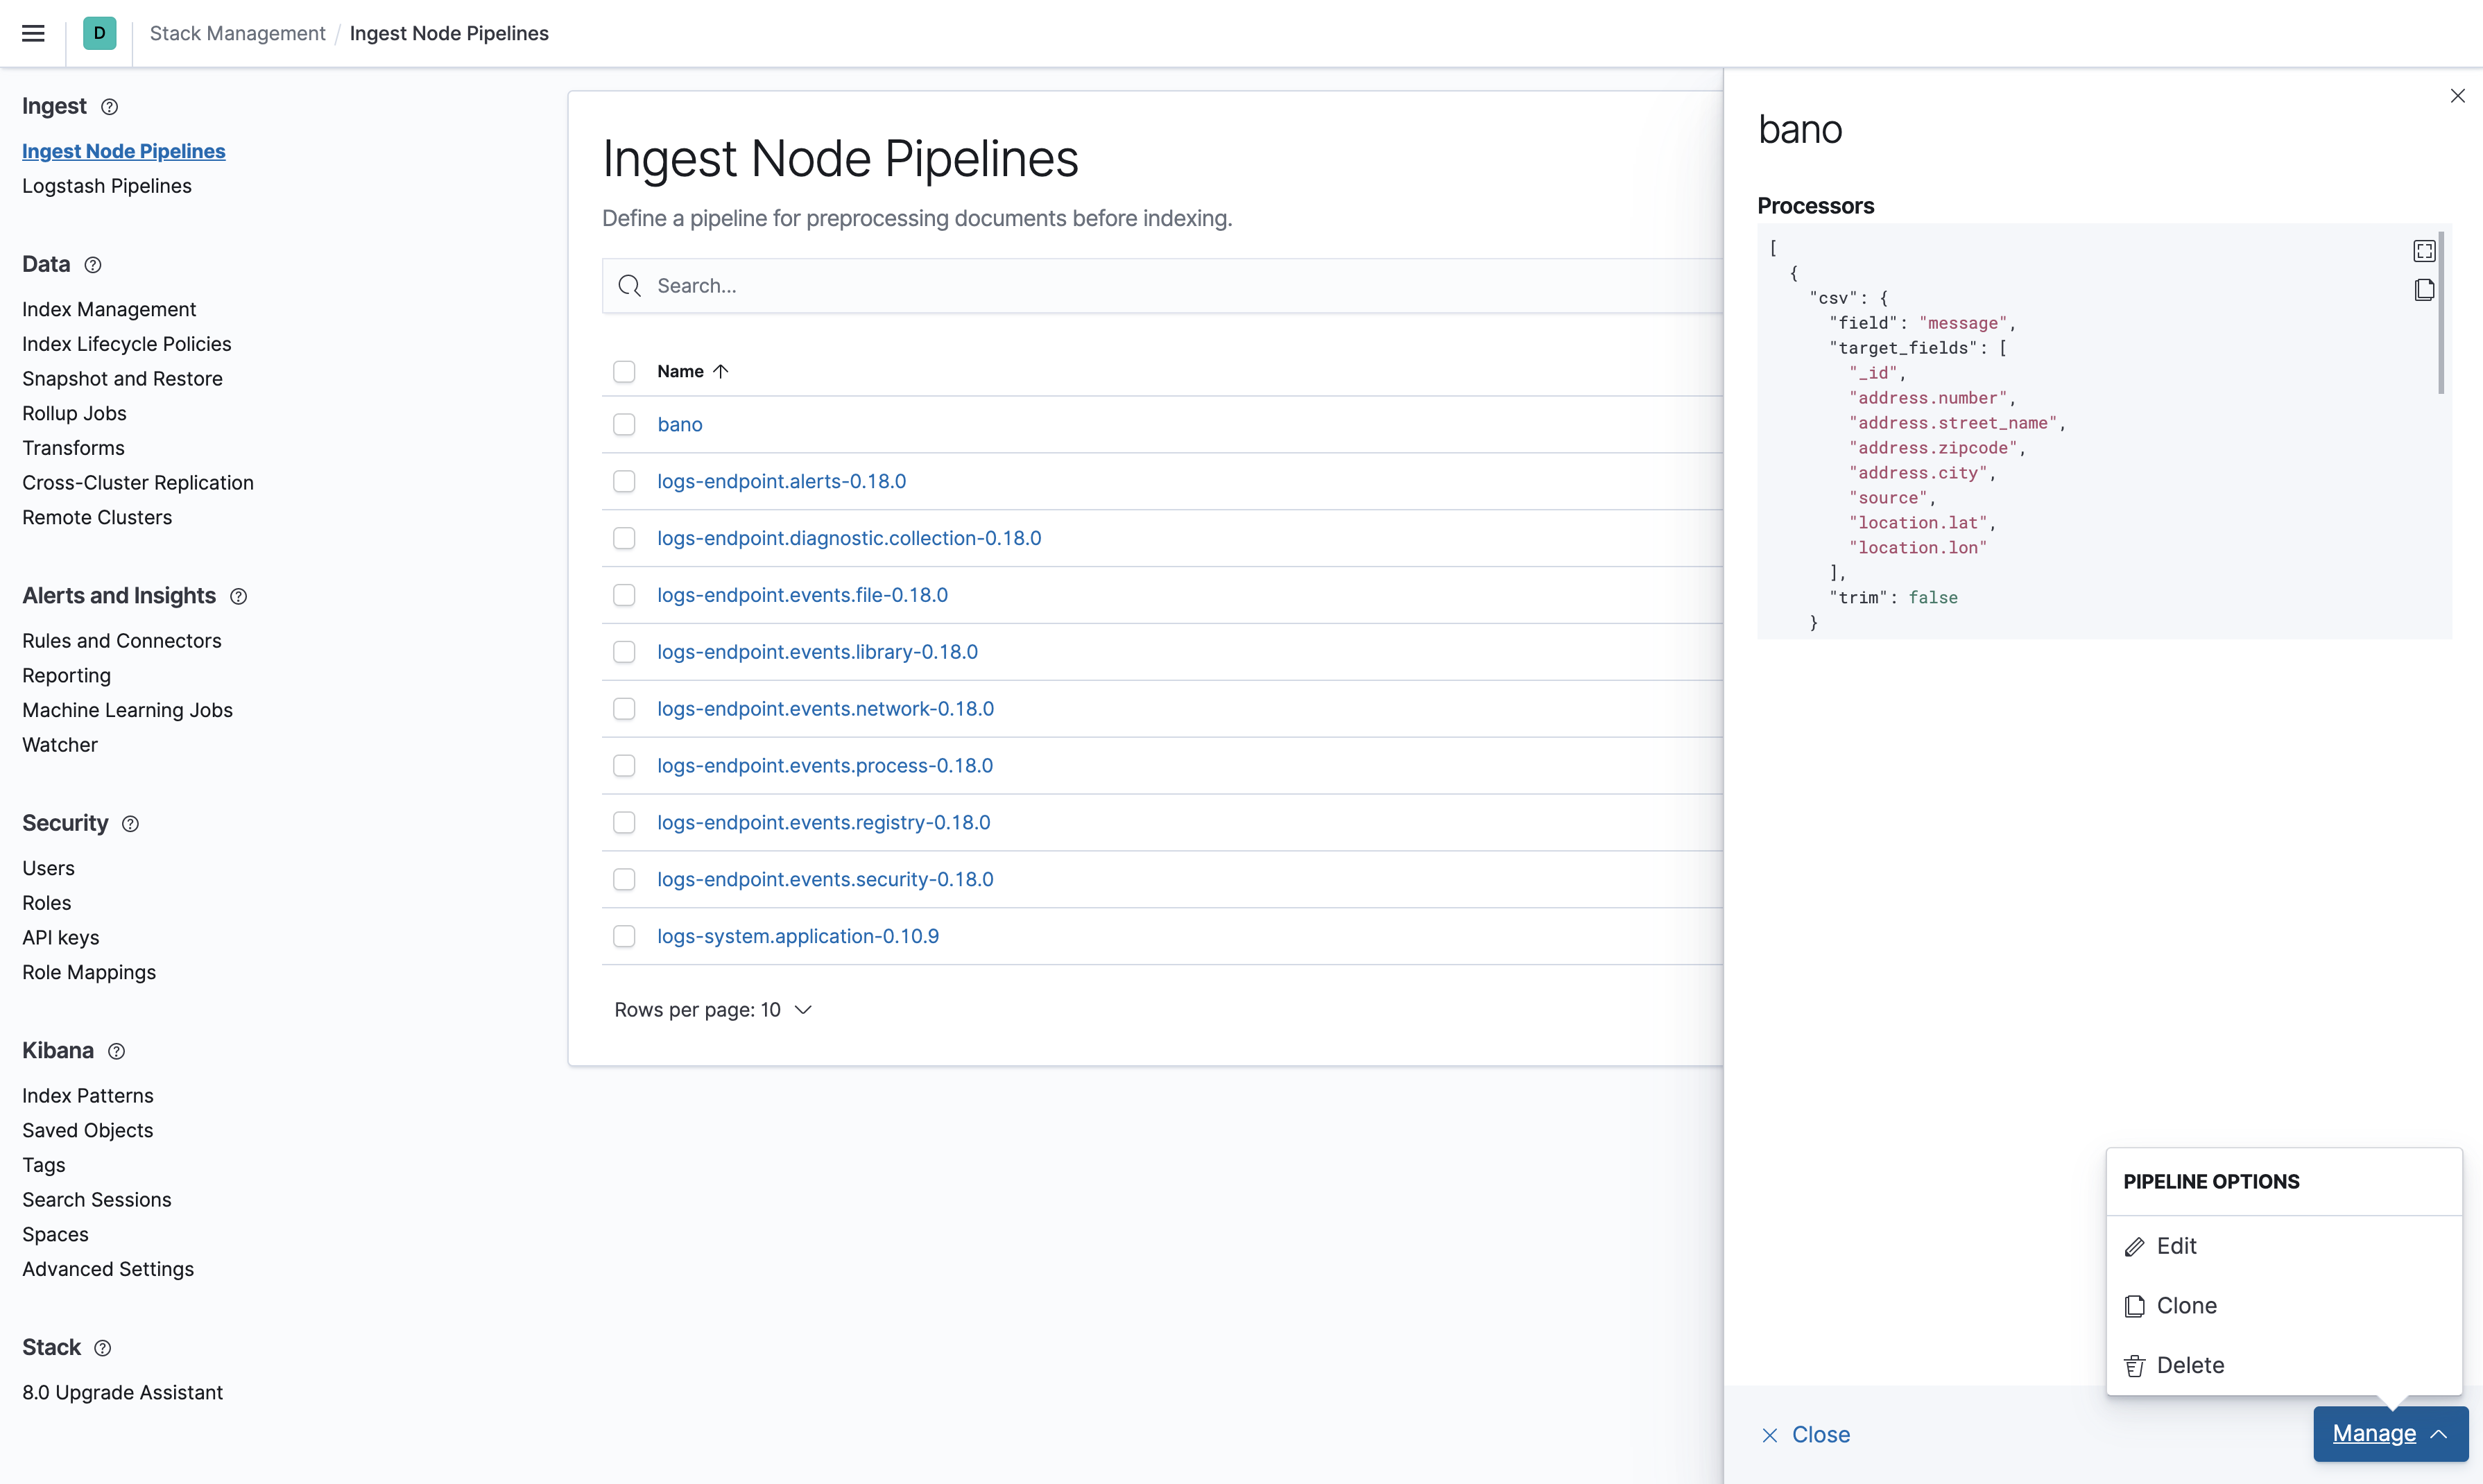 D
Stack Management / Ingest Node Pipelines
Ingest
Ingest Node Pipelines
Logstash Pipelines
Data
Index Management
Index Lifecycle Policies
Snapshot and Restore
Rollup Jobs
Transforms
Cross-Cluster Replication
Remote Clusters
Alerts and Insights
Rules and Connectors
Reporting
Machine Learning Jobs
Watcher
Security
Users
Roles
API keys
Role Mappings
Kibana
Index Patterns
Saved Objects
Tags
Search Sessions
Spaces
Advanced Settings
Stack
8.0 Upgrade Assistant
Ingest Node Pipelines
Define a pipeline for preprocessing documents before indexing.
Search...
Name
bano
logs-endpoint.alerts-0.18.0
logs-endpoint.diagnostic.collection-0.18.0
logs-endpoint.events.file-0.18.0
logs-endpoint.events.library-0.18.0
logs-endpoint.events.network-0.18.0
logs-endpoint.events.process-0.18.0
logs-endpoint.events.registry-0.18.0
logs-endpoint.events.security-0.18.0
logs-system.application-0.10.9
Rows per page: 10
bano
Processors
[
{
"csv": {
"field": "message",
"target_fields": [
"_id",
"address.number",
"address.street_name",
"address.zipcode",
"address.city",
"source",
"location.lat",
"location.lon"
],
"trim": false
}
PIPELINE OPTIONS
Edit
Clone
Delete
Close
Manage